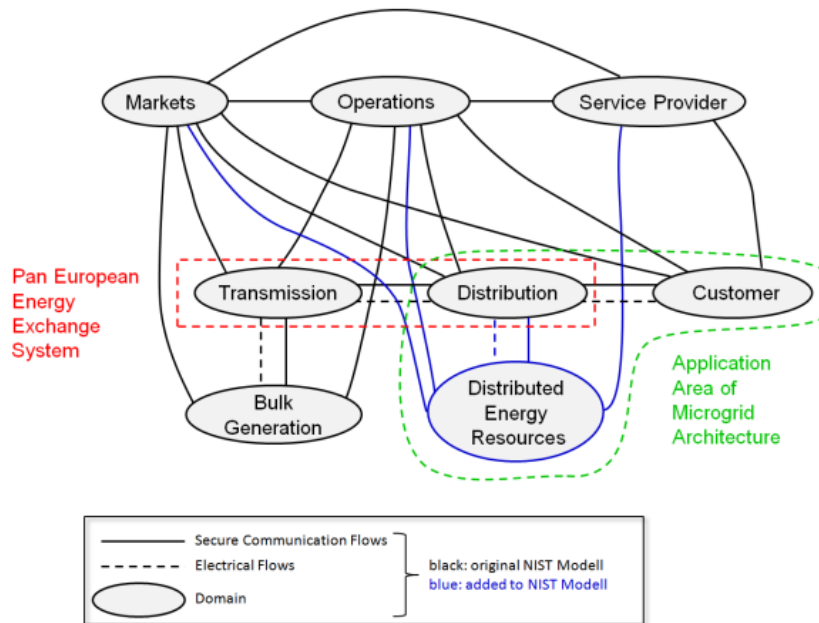 Markets
Operations
Service Provider
Pan European
Energy
Exchange
System
Transmission
Distribution
Customer
Bulk
Generation
Distributed
Energy
Resources
Application
Area of
Microgrid
Architecture
Secure Communication Flows
Electrical Flows
Domain
black: original NIST Modell
blue: added to NIST Modell